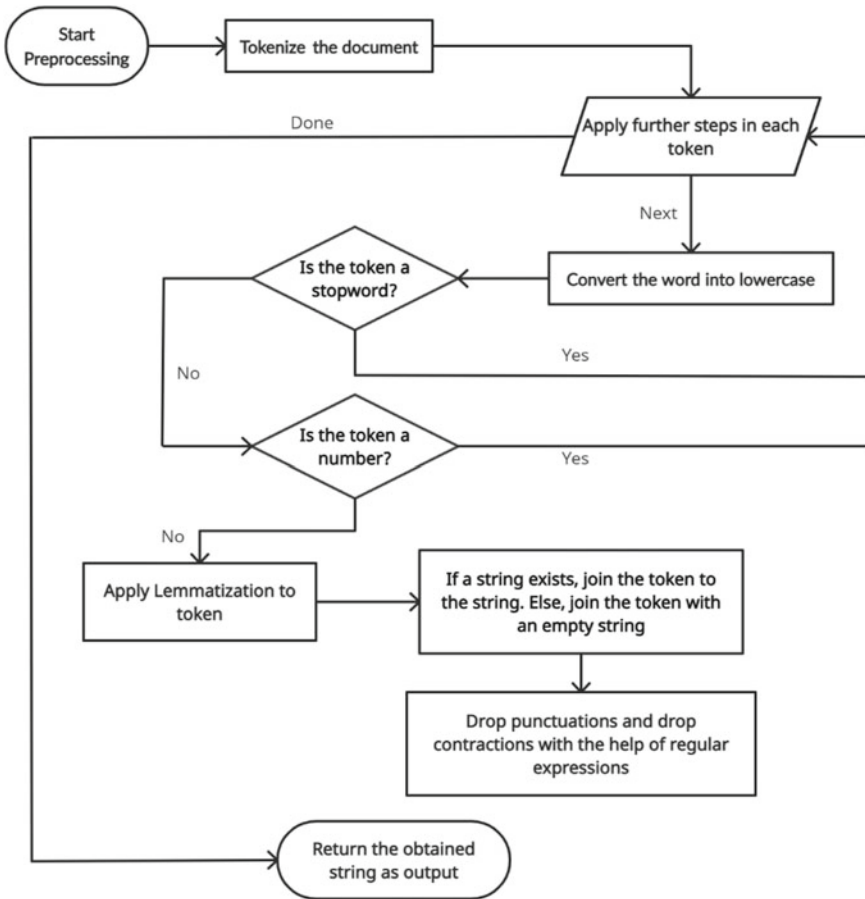 Start
Preprocessing
Tokenize the document
Apply further steps in each
token
Done
Next
Convert the word into lowercase
Is the token a
stopword?
Yes
No
Is the token a
number?
Yes
No
Apply Lemmatization to
token
If a string exists, join the token to
the string. Else, join the token with
an empty string
Drop punctuations and drop
contractions with the help of regular
expressions
Return the obtained
string as output